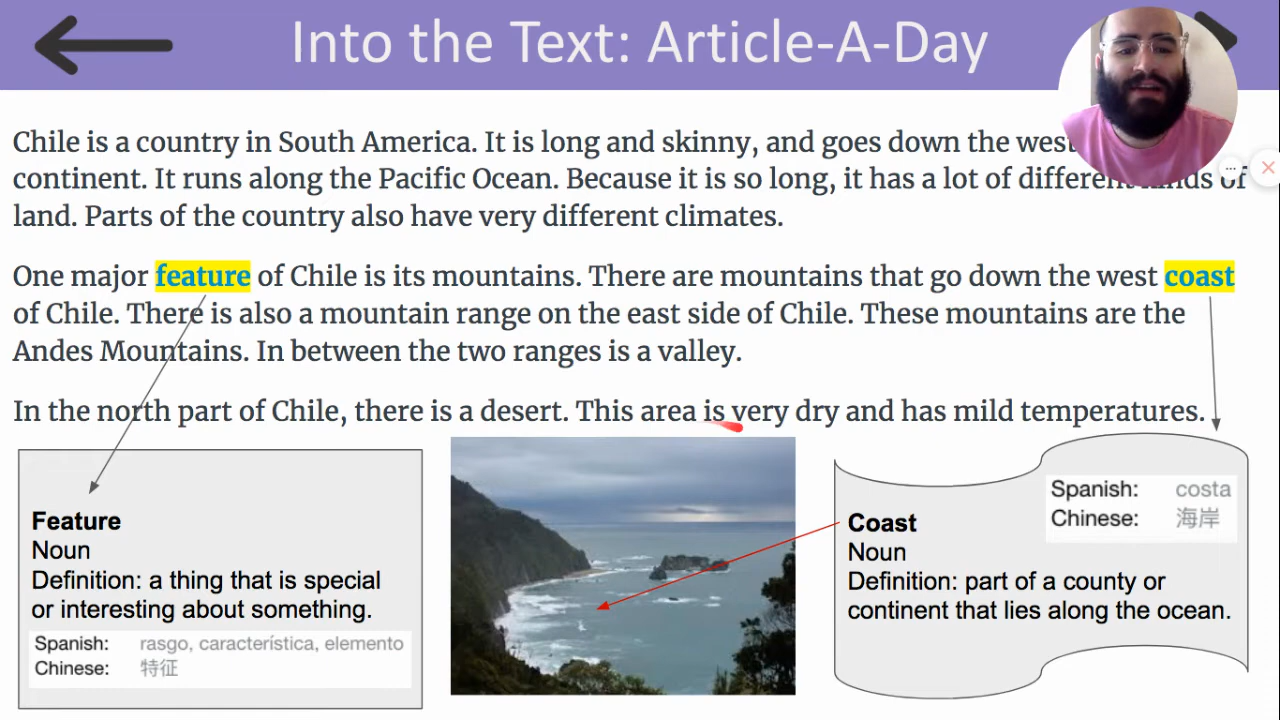 Into the Text: Article-A-Day
Chile is a country in South America. It is long and skinny, and goes down the west
continent. It runs along the Pacific Ocean. Because it is so long, it has a lot of different kinds of
land. Parts of the country also have very different climates.
One major feature of Chile is its mountains. There are mountains that go down the west coast
of Chile. There is also a mountain range on the east side of Chile. These mountains are the
Andes Mountains. In between the two ranges is a valley.
In the north part of Chile, there is a desert. This area is very dry and has mild temperatures.
Feature
Noun
Definition: a thing that is special
or interesting about something.
Spanish: rasgo, característica, elemento
Chinese: 特征
Spanish: costa
Chinese: 海岸
Coast
Noun
Definition: part of a county or
continent that lies along the ocean.